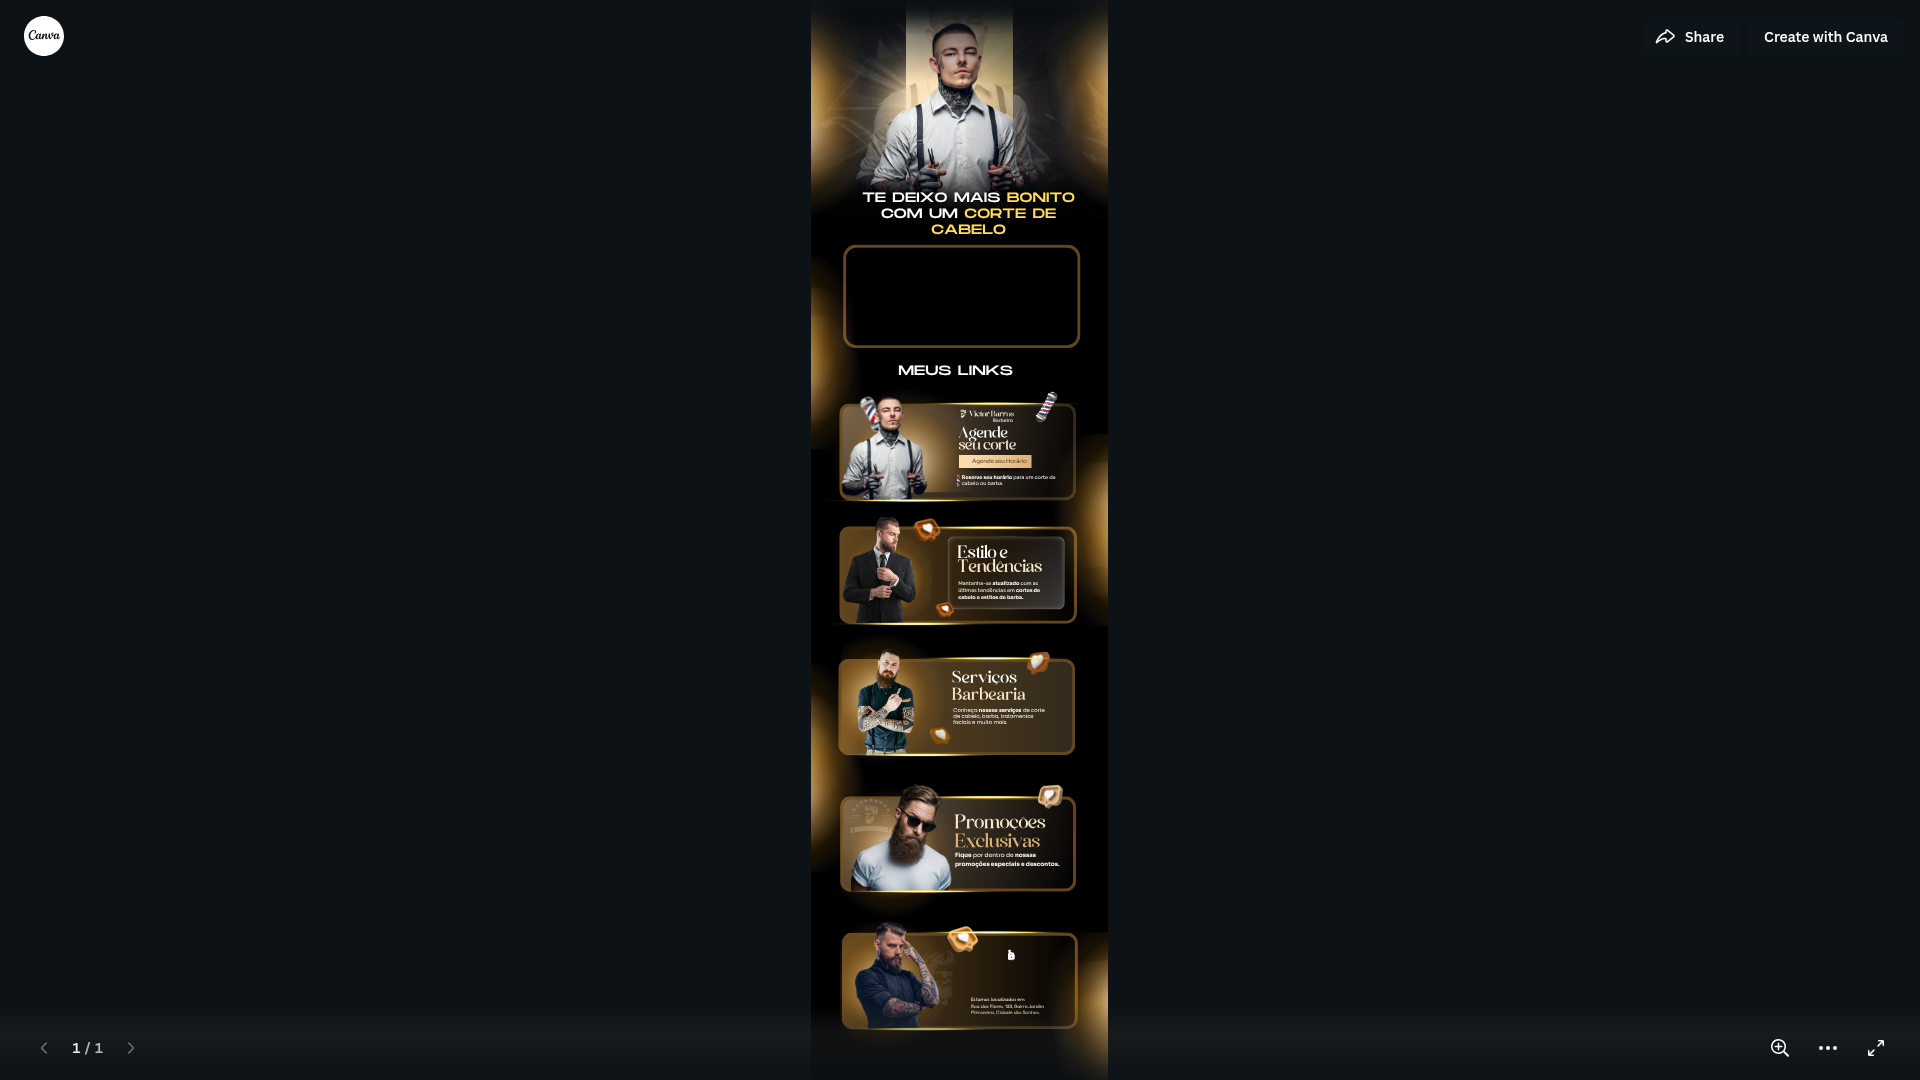 Canva
Share
Create with Canva
TE DEIXO MAIS BONITO
COM UM CORTE DE
CABELO
MEUS LINKS
Victor Barros
Barbeiro
Agende
seu corte
Agende seu Horário
Reserve seu horário para um corte de
cabelo ou barba.
Estilo e
Tendências
Mantenha-se atualizado com as
últimas tendências em cortes de
cabelo e estilos de barba.
Serviços
Barbearia
Conheça nossos serviços de corte
de cabelo, barba, tratamentos
faciais e muito mais.
Promoções
Exclusivas
Fique por dentro de nossas
promoções especiais e descontos.
Estamos localizados em:
Rua das Flores, 123, Bairro Jardim
Primavera, Cidade dos Sonhos.
1 / 1